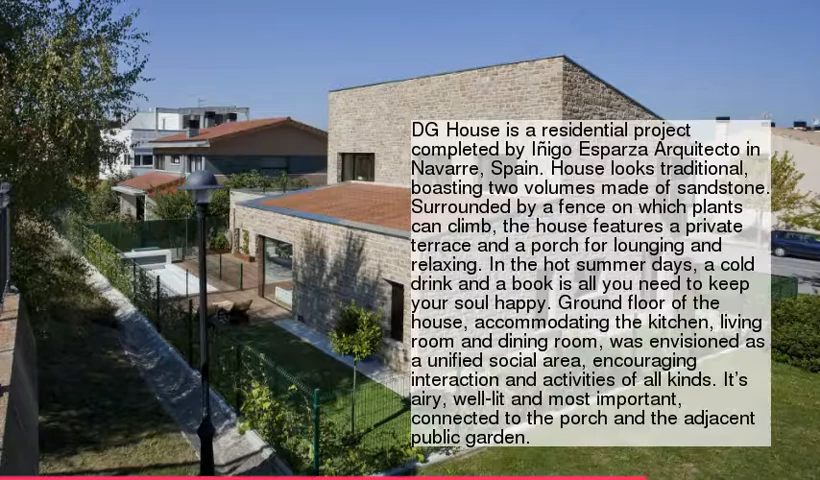 DG House is a residential project
completed by Iñigo Esparza Arquitecto in
Navarre, Spain. House looks traditional,
boasting two volumes made of sandstone.
Surrounded by a fence on which plants
can climb, the house features a private
terrace and a porch for lounging and
relaxing. In the hot summer days, a cold
drink and a book is all you need to keep
your soul happy. Ground floor of the
house, accommodating the kitchen, living
room and dining room, was envisioned as
a unified social area, encouraging
interaction and activities of all kinds. It's
airy, well-lit and most important,
connected to the porch and the adjacent
public garden.